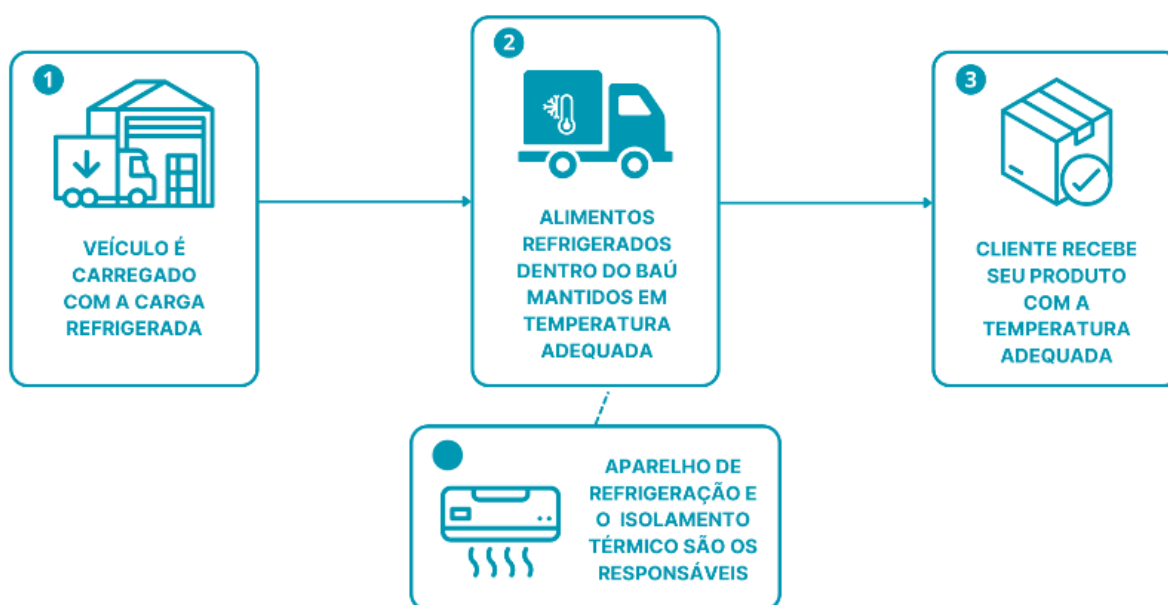 1
VEÍCULO É
CARREGADO
COM A CARGA
REFRIGERADA
2
ALIMENTOS
REFRIGERADOS
DENTRO DO BAÚ
MANTIDOS EM
TEMPERATURA
ADEQUADA
3
CLIENTE RECEBE
SEU PRODUTO
COM A
TEMPERATURA
ADEQUADA
APARELHO DE
REFRIGERAÇÃO E
O ISOLAMENTO
TÉRMICO SÃO OS
RESPONSÁVEIS